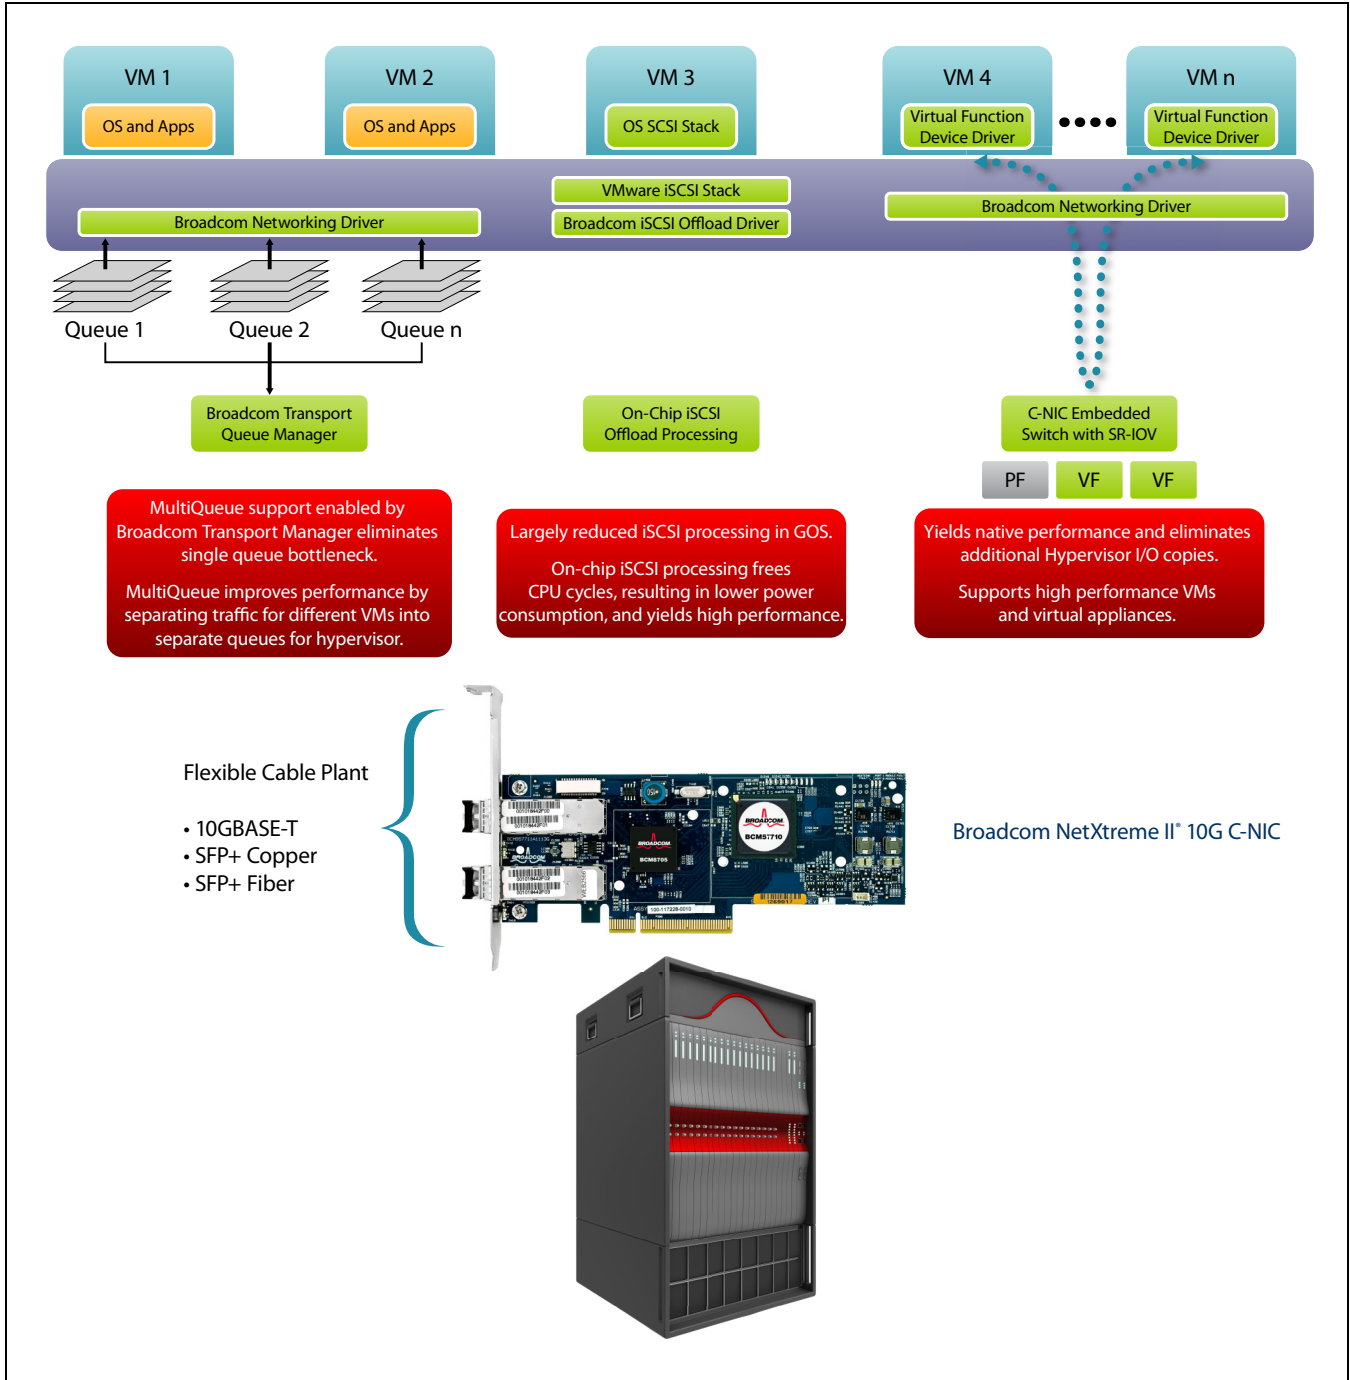 VM 1
VM 2
VM 3
VM 4
VM n
OS and Apps
OS and Apps
OS SCSI Stack
Virtual Function
Device Driver
Virtual Function
Device Driver
VMware iSCSI Stack
Broadcom Networking Driver
Broadcom iSCSI Offload Driver
Broadcom Networking Driver
Queue 1
Queue 2
Queue n
Broadcom Transport
Queue Manager
On-Chip iSCSI
Offload Processing
C-NIC Embedded
Switch with SR-IOV
PF
VF
VF
MultiQueue support enabled by
Broadcom Transport Manager eliminates
single queue bottleneck.
MultiQueue improves performance by
separating traffic for different VMs into
separate queues for hypervisor.
Largely reduced iSCSI processing in GOS.
On-chip iSCSI processing frees
CPU cycles, resulting in lower power
consumption, and yields high performance.
Yields native performance and eliminates
additional Hypervisor I/O copies.
Supports high performance VMs
and virtual appliances.
Flexible Cable Plant
• 10GBASE-T
• SFP+ Copper
• SFP+ Fiber
BROADCOM
BCM8705
BROADCOM
BCM57710
BROADCOM
Broadcom NetXtreme II® 10G C-NIC